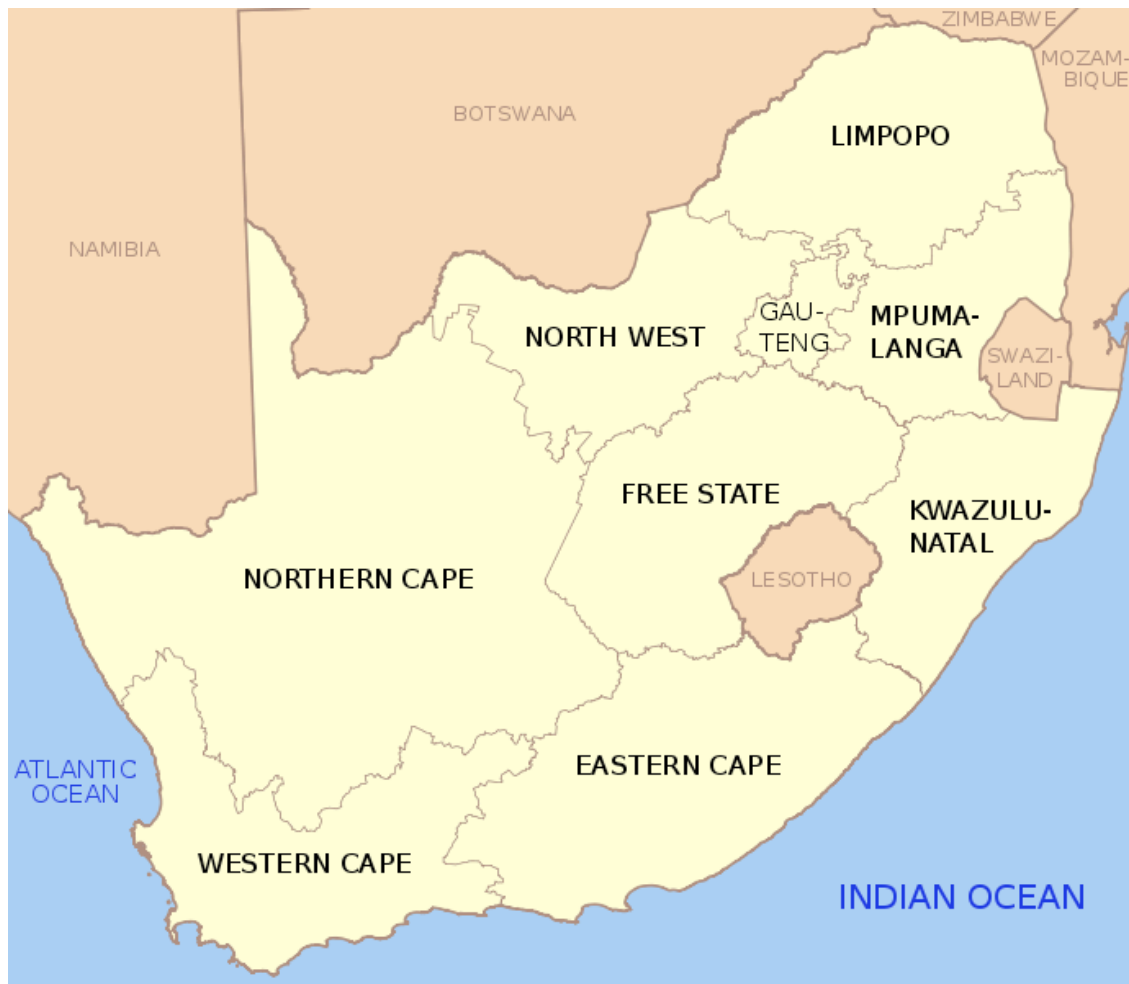 ZIMBABWE
MOZAM-
BIQUE
BOTSWANA
LIMPOPO
NAMIBIA
GAU-
TENG
MPUMA-
LANGA
NORTH WEST
SWAZI-
LAND
FREE STATE
KWAZULU-
NATAL
NORTHERN CAPE
LESOTHO
ATLANTIC
OCEAN
EASTERN CAPE
WESTERN CAPE
INDIAN OCEAN